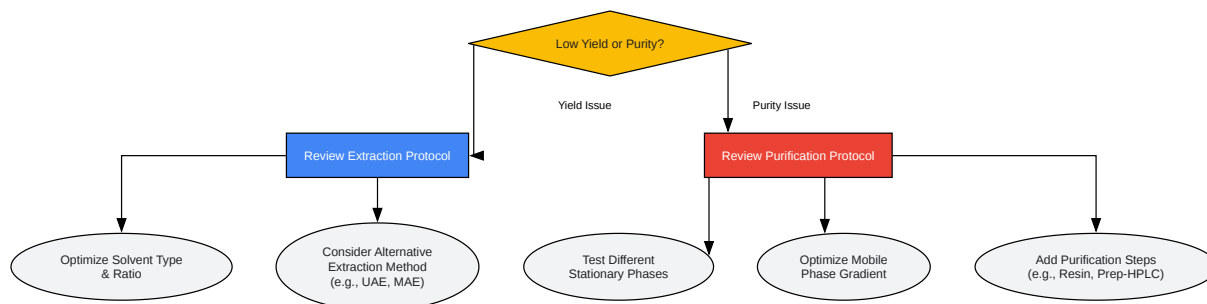 Low Yield or Purity?
Yield Issue
Purity Issue
Review Extraction Protocol
Review Purification Protocol
Optimize Solvent Type
& Ratio
Consider Alternative
Extraction Method
(e.g., UAE, MAE)
Test Different
Stationary Phases
Optimize Mobile
Phase Gradient
Add Purification Steps
(e.g., Resin, Prep-HPLC)